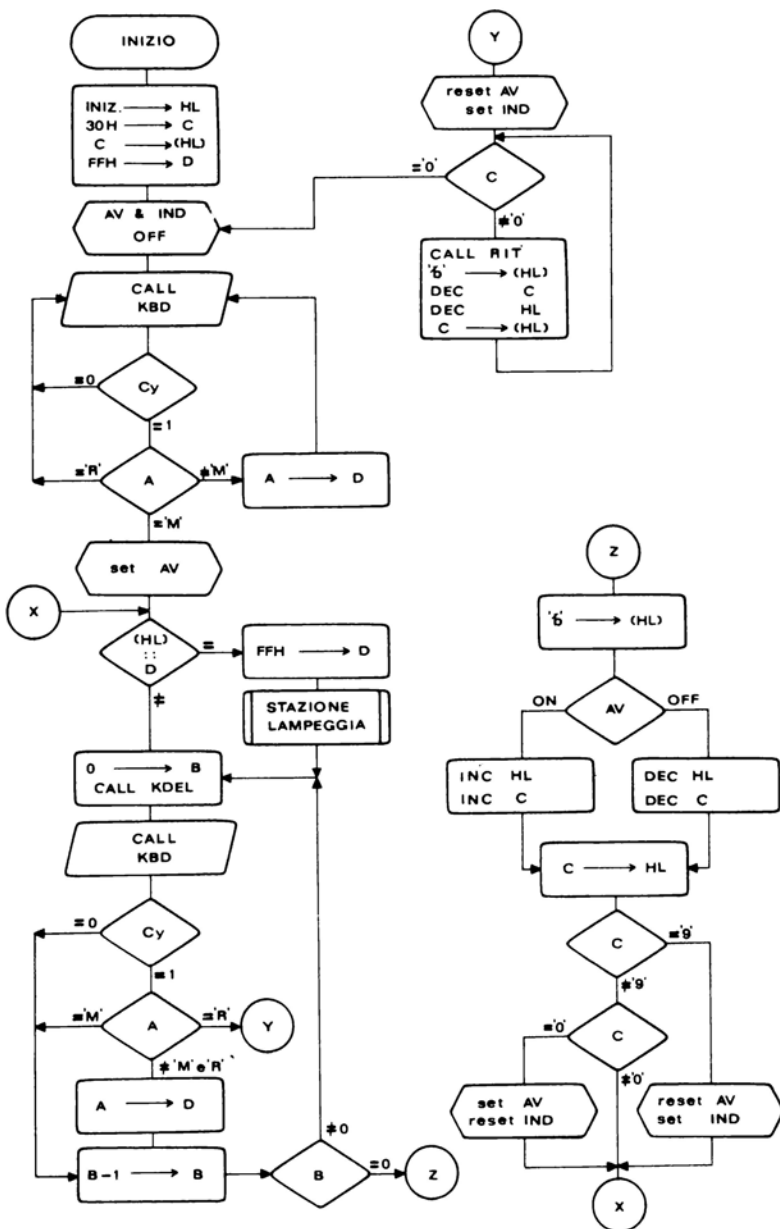 INIZIO
INIZ. → HL
30H → C
C → (HL)
FFH → D
AV & IND
OFF
CALL
KBD
=0
Cy
=1
='R'
A
≠'M'
A → D
='M'
set AV
X
(HL)
::
D
=
FFH → D
≠
STAZIONE
LAMPEGGIA
0 → B
CALL KDEL
CALL
KBD
=0
Cy
=1
='M'
A
='R'
Y
≠'M' e 'R'
A → D
B-1 → B
≠0
B
=0
Z
Y
reset AV
set IND
='0'
C
≠'0'
CALL RIT
→ (HL)
DEC C
DEC HL
C → (HL)
Z
→ (HL)
ON
AV
OFF
INC HL
INC C
DEC HL
DEC C
C → HL
C
='9'
≠'9'
='0'
C
≠'0'
set AV
reset IND
reset AV
set IND
X